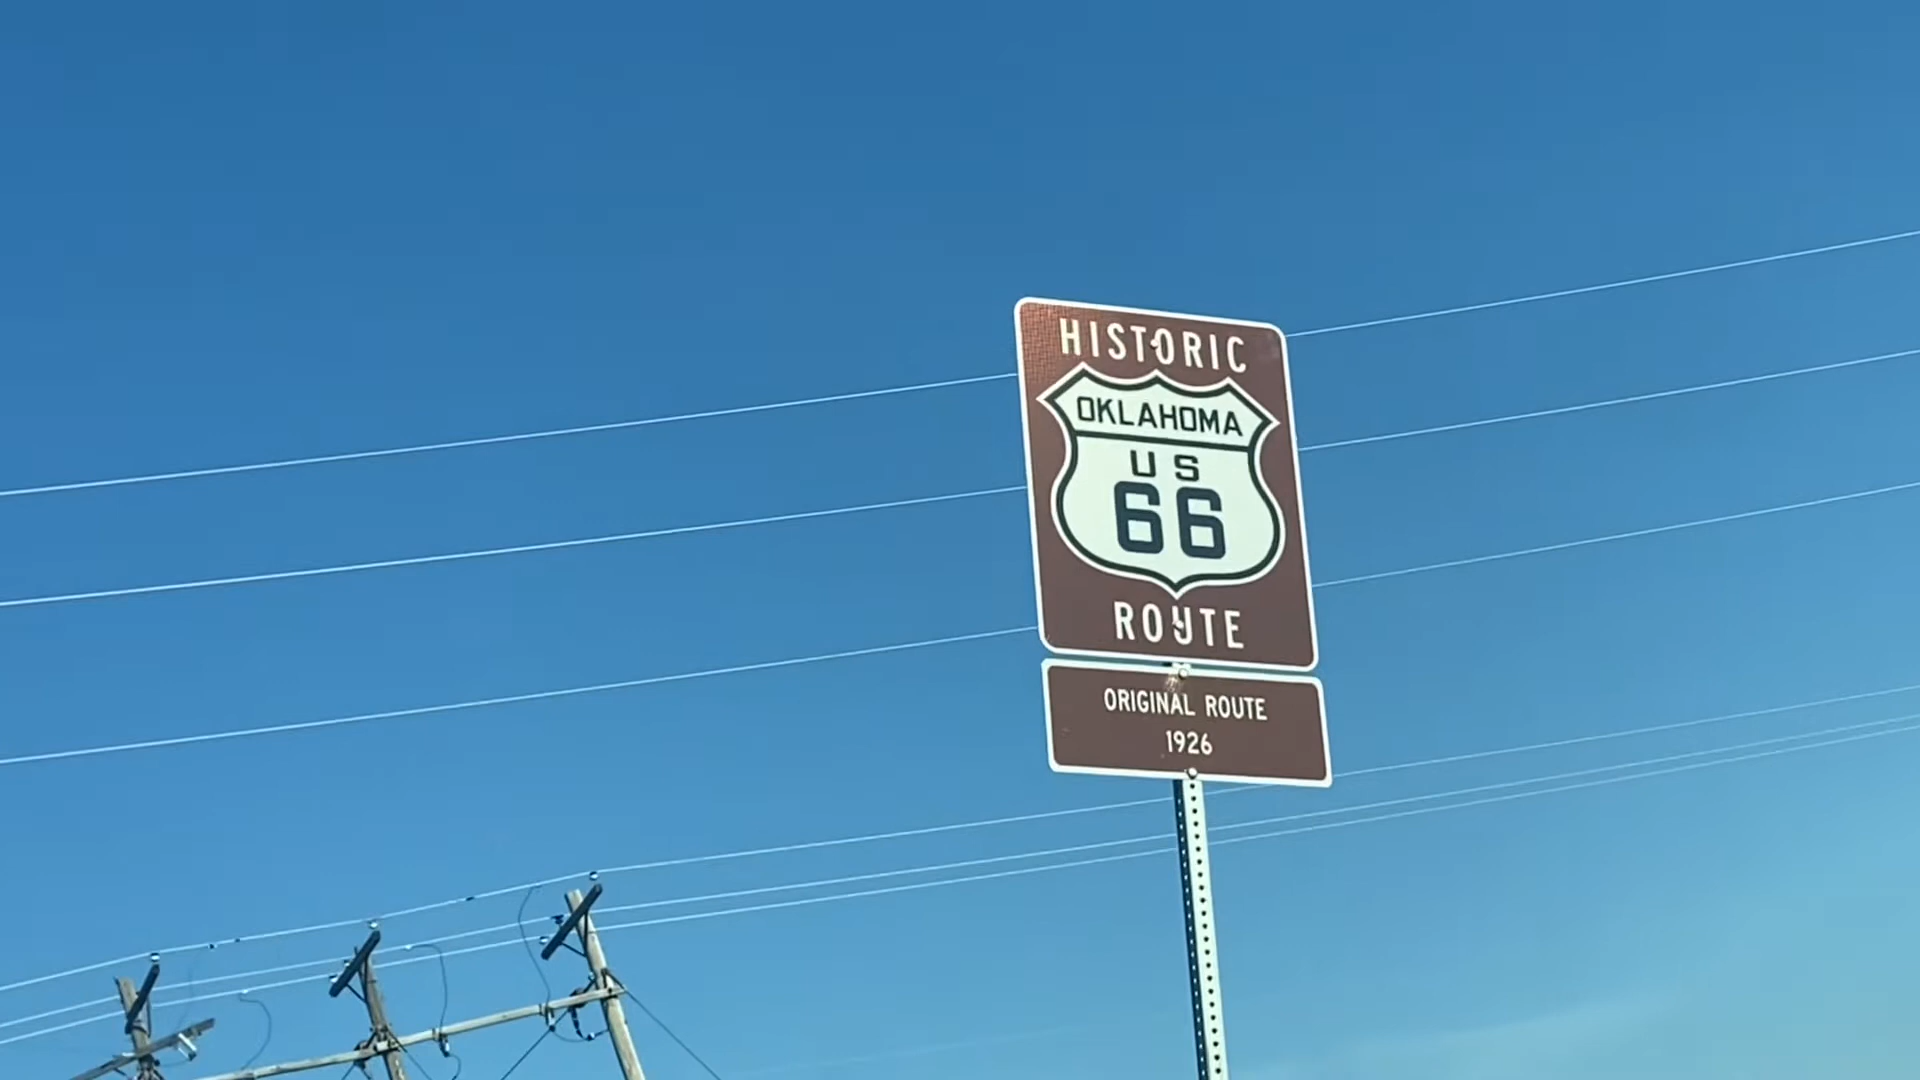 HISTORIC
OKLAHOMA
US
66
ROUTE
ORIGINAL ROUTE
1926